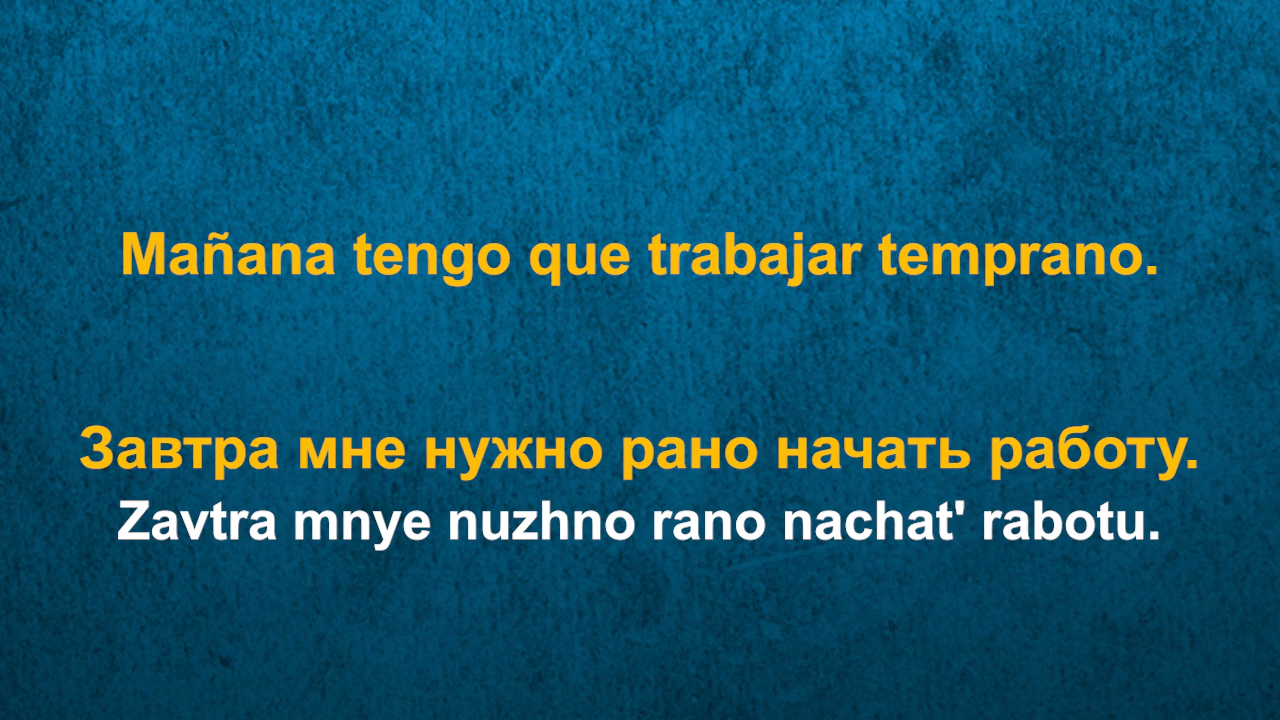 Mañana tengo que trabajar temprano.
Завтра мне нужно рано начать работу.
Zavtra mnye nuzhno rano nachat' rabotu.